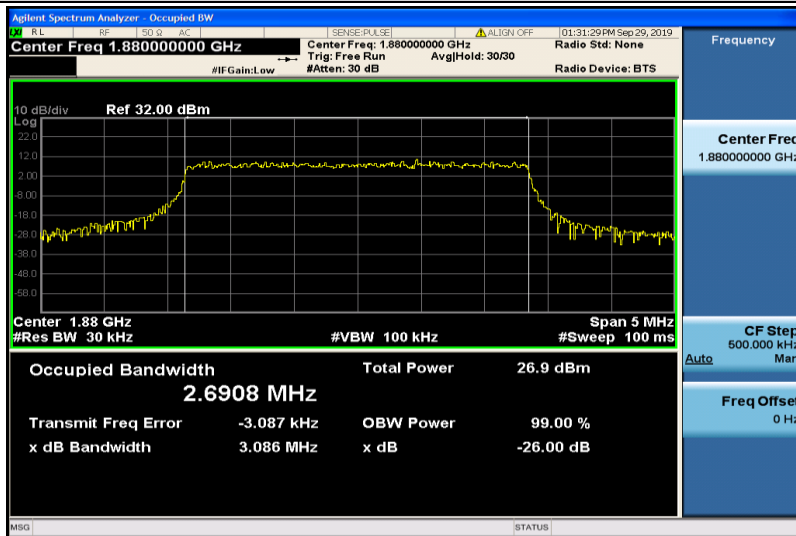 Agilent Spectrum Analyzer - Occupied BW
LXI RL RF 50 Ω AC SENSE:PULSE ALIGN OFF 01:31:29 PM Sep 29, 2019
Center Freq 1.880000000 GHz
Center Freq: 1.880000000 GHz
Radio Std: None
Trig: Free Run Avg|Hold: 30/30
#IFGain:Low #Atten: 30 dB Radio Device: BTS
10 dB/div Ref 32.00 dBm
Log
22.0
12.0
2.00
-8.00
-18.0
-28.0
-38.0
-48.0
-58.0
Center 1.88 GHz Span 5 MHz
#Res BW 30 kHz #VBW 100 kHz #Sweep 100 ms
Occupied Bandwidth Total Power 26.9 dBm
2.6908 MHz
Transmit Freq Error -3.087 kHz OBW Power 99.00 %
x dB Bandwidth 3.086 MHz x dB -26.00 dB
MSG STATUS
Frequency
Center Freq
1.880000000 GHz
CF Step
500.000 kHz
Auto Man
Freq Offset
0 Hz